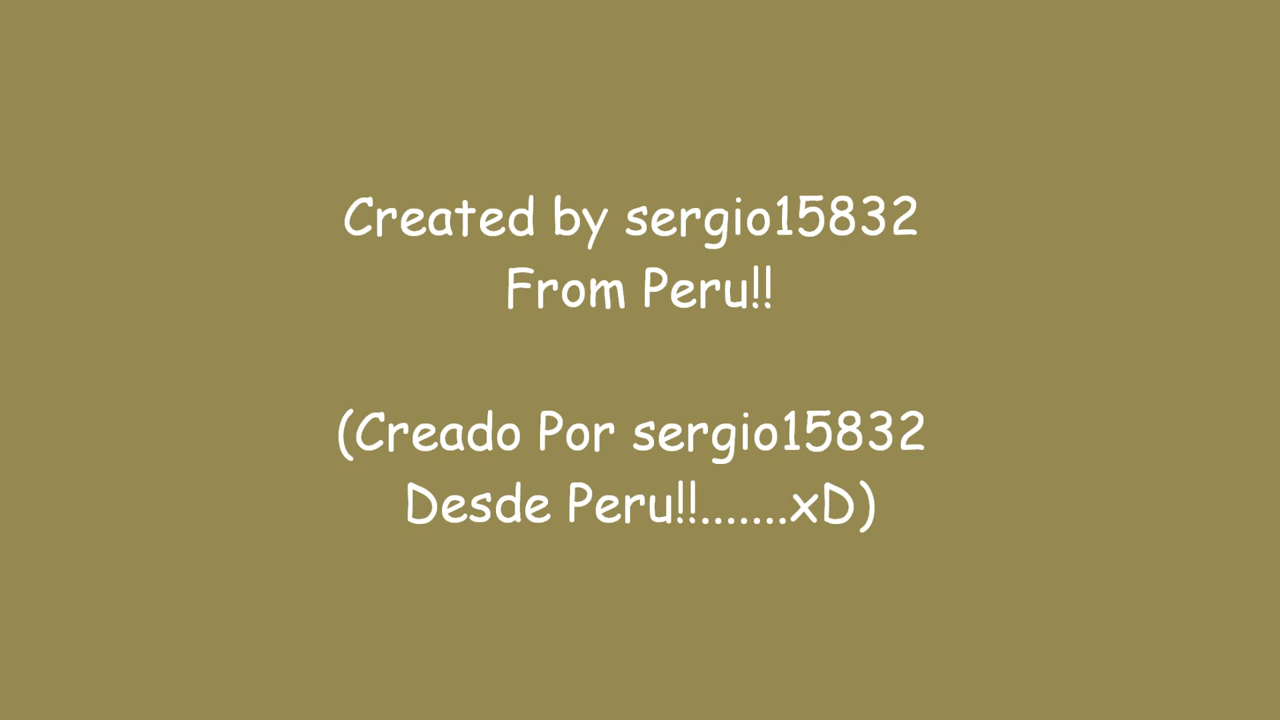 Created by sergio15832
From Peru!!
(Creado Por sergio15832
Desde Peru!!.......xD)